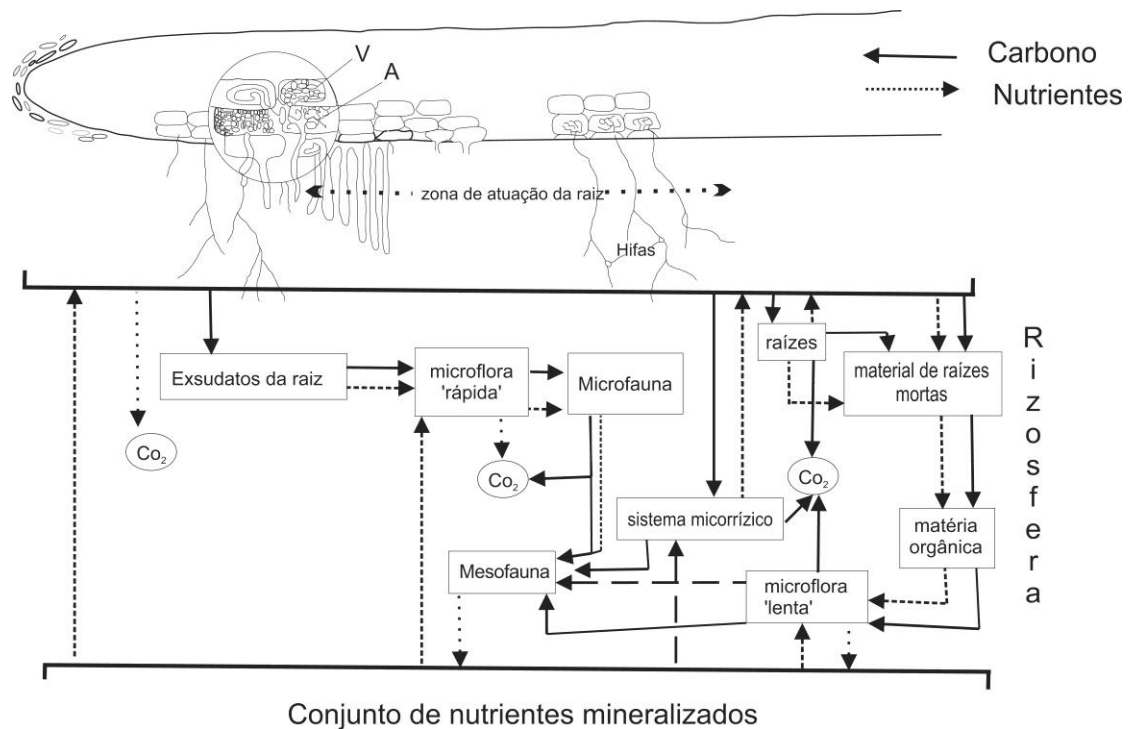 V
A
Carbono
Nutrientes
zona de atuação da raiz
Hifas
Exsudatos da raiz
microflora
'rápida'
Microfauna
raízes
material de raízes
mortas
Co2
Co2
Co2
sistema micorrízico
matéria
orgânica
Mesofauna
microflora
'lenta'
Rizosfera
Conjunto de nutrientes mineralizados